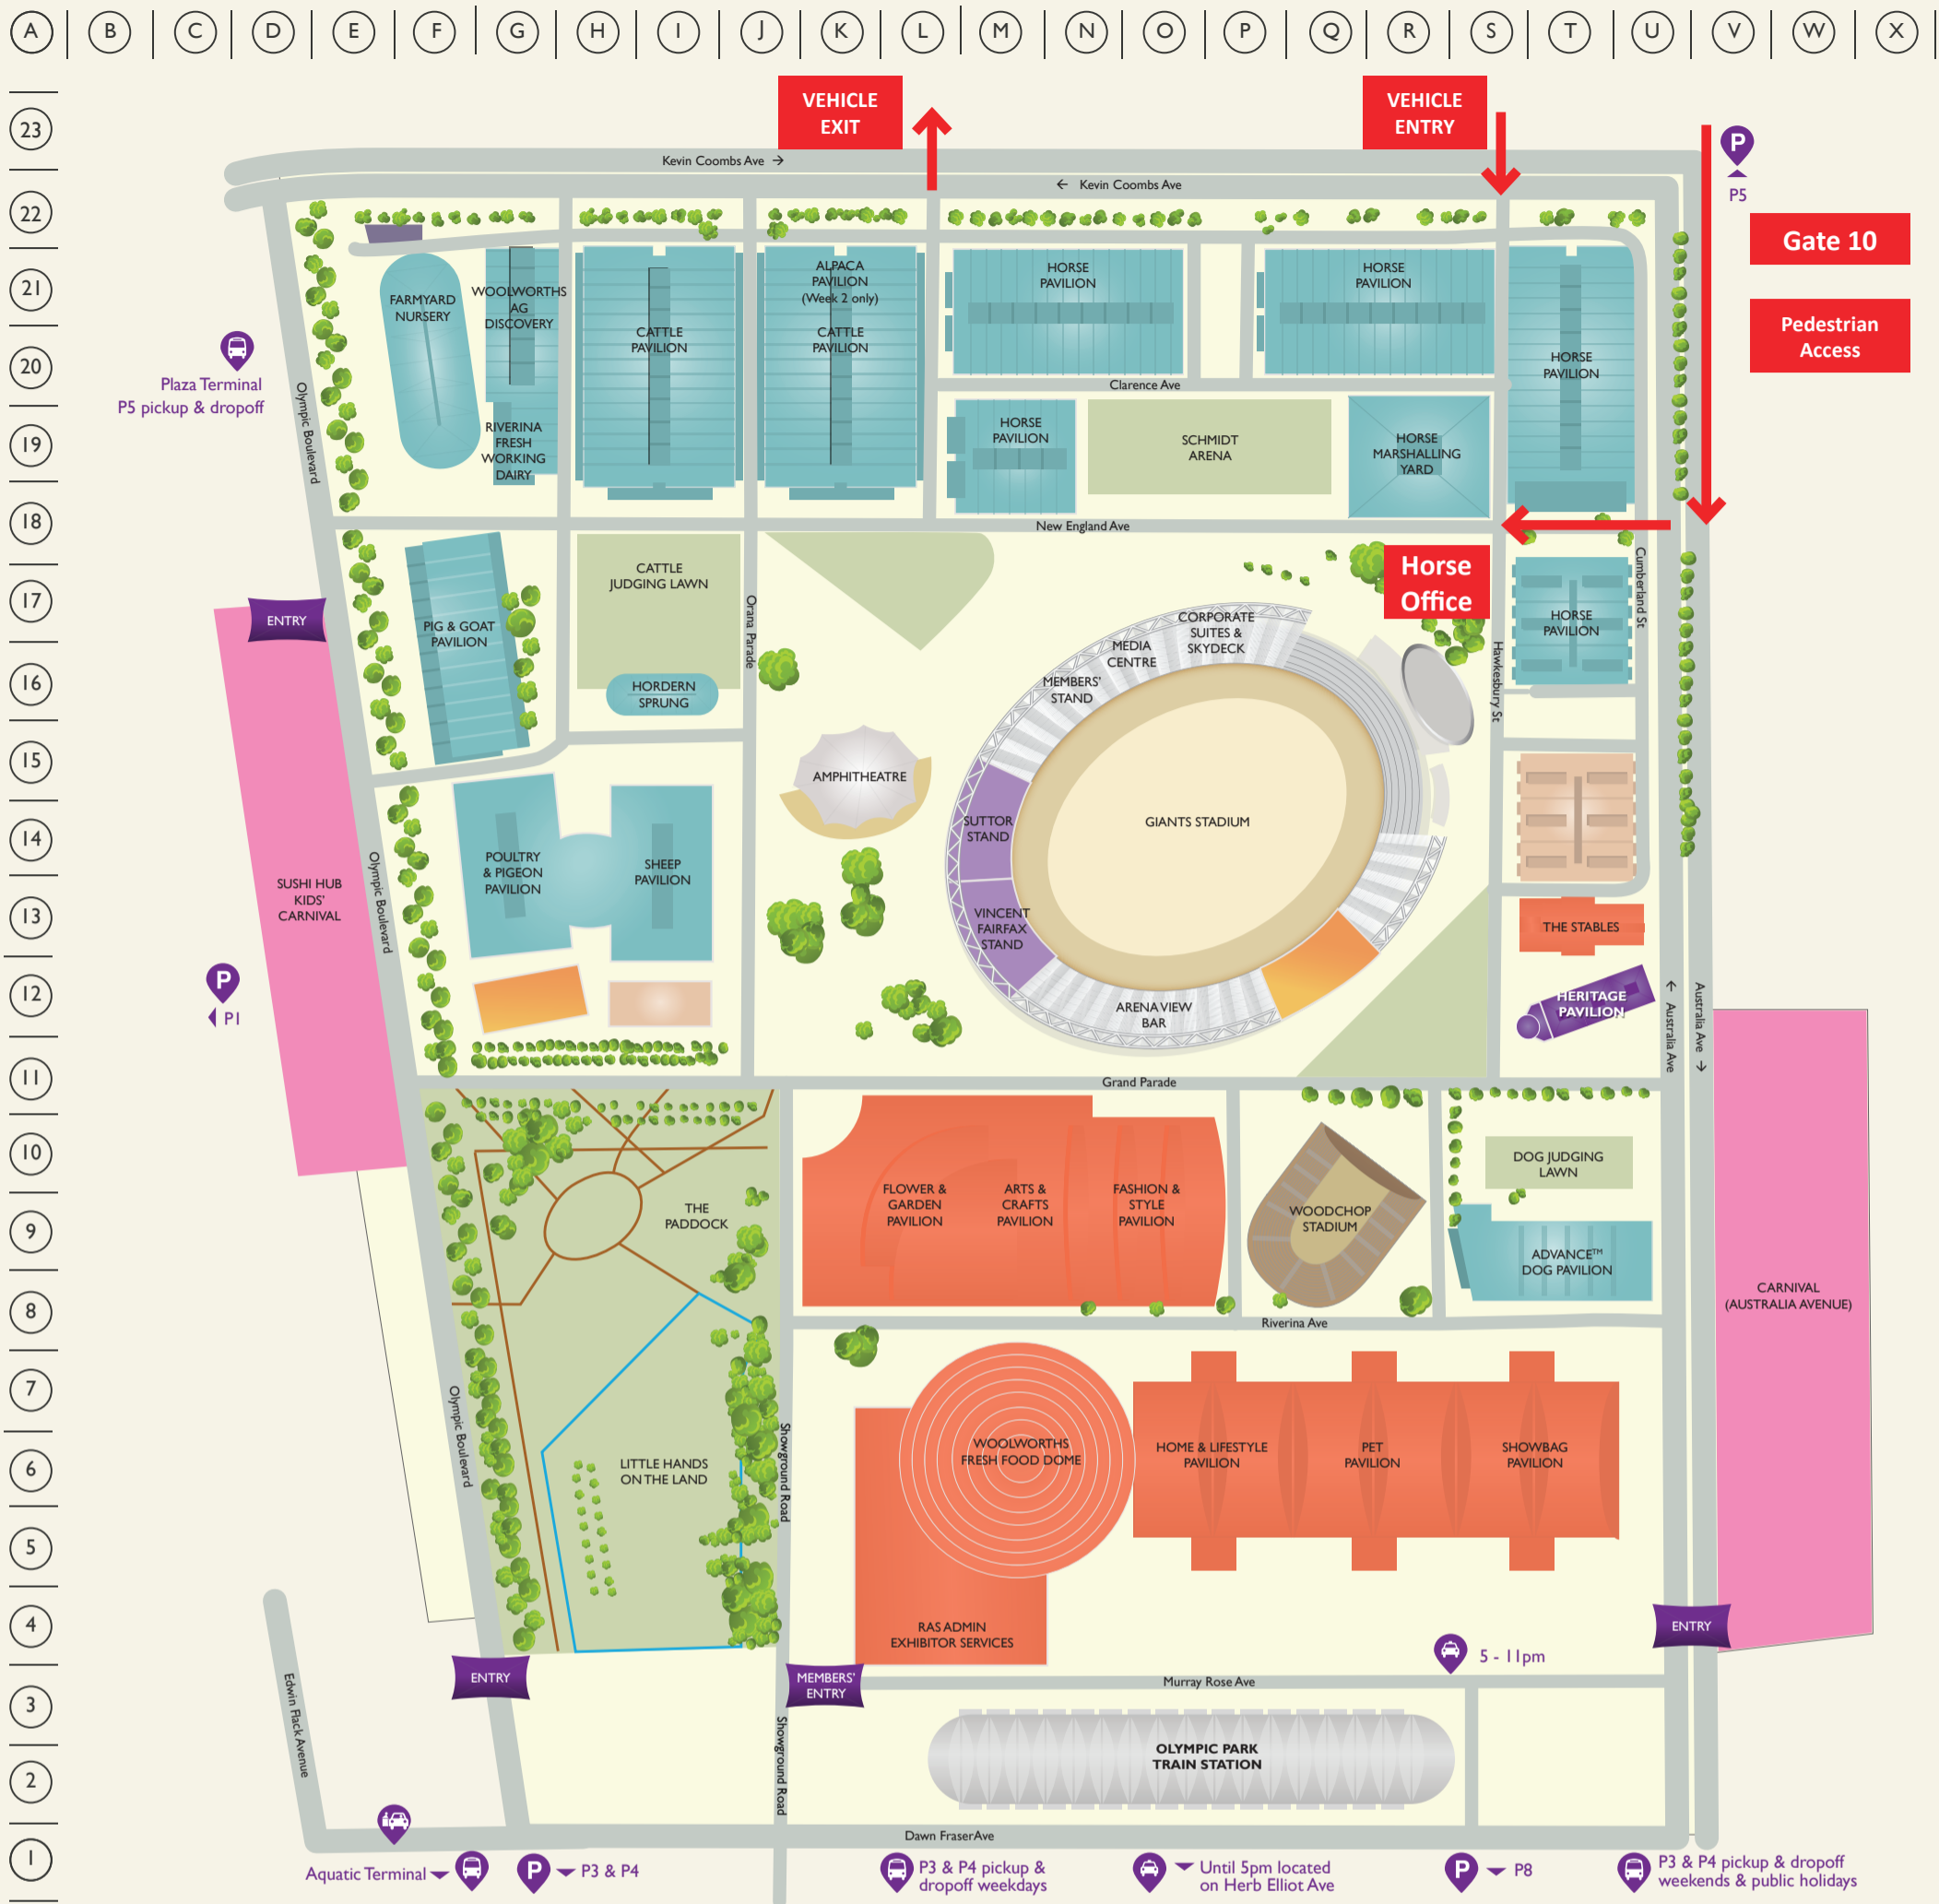 A B C D E F G H I J K L M N O P Q R S T U V W X
23
22
21
20
19
18
17
16
15
14
13
12
11
10
9
8
7
6
5
4
3
2
1
VEHICLE
EXIT
VEHICLE
ENTRY
Kevin Coombs Ave →
← Kevin Coombs Ave
P
P5
Gate 10
Pedestrian
Access
FARMYARD
NURSERY
WOOLWORTHS
AG
DISCOVERY
CATTLE
PAVILION
ALPACA
PAVILION
(Week 2 only)
CATTLE
PAVILION
HORSE
PAVILION
HORSE
PAVILION
HORSE
PAVILION
Plaza Terminal
P5 pickup & dropoff
Olympic Boulevard
Clarence Ave
RIVERINA
FRESH
WORKING
DAIRY
HORSE
PAVILION
SCHMIDT
ARENA
HORSE
MARSHALLING
YARD
New England Ave
Horse
Office
CATTLE
JUDGING LAWN
Orana Parade
Cumberland St
ENTRY
PIG & GOAT
PAVILION
HORSE
PAVILION
CORPORATE
SUITES &
SKYDECK
MEDIA
CENTRE
MEMBERS'
STAND
Hawkesbury St
HORDERN
SPRUNG
AMPHITHEATRE
SUTTOR
STAND
GIANTS STADIUM
POULTRY
& PIGEON
PAVILION
SHEEP
PAVILION
Olympic Boulevard
SUSHI HUB
KIDS'
CARNIVAL
VINCENT
FAIRFAX
STAND
THE STABLES
P
P1
ARENA VIEW
BAR
HERITAGE
PAVILION
← Australia Ave
Australia Ave →
Grand Parade
DOG JUDGING
LAWN
THE
PADDOCK
FLOWER &
GARDEN
PAVILION
ARTS &
CRAFTS
PAVILION
FASHION &
STYLE
PAVILION
WOODCHOP
STADIUM
ADVANCE™
DOG PAVILION
CARNIVAL
(AUSTRALIA AVENUE)
Riverina Ave
Olympic Boulevard
LITTLE HANDS
ON THE LAND
Showground Road
WOOLWORTHS
FRESH FOOD DOME
HOME & LIFESTYLE
PAVILION
PET
PAVILION
SHOWBAG
PAVILION
RAS ADMIN
EXHIBITOR SERVICES
ENTRY
5 - 11pm
ENTRY
MEMBERS'
ENTRY
Murray Rose Ave
Edwin Flack Avenue
Showground Road
OLYMPIC PARK
TRAIN STATION
Dawn FraserAve
Aquatic Terminal
P
P3 & P4
P3 & P4 pickup &
dropoff weekdays
Until 5pm located
on Herb Elliot Ave
P
P8
P3 & P4 pickup & dropoff
weekends & public holidays